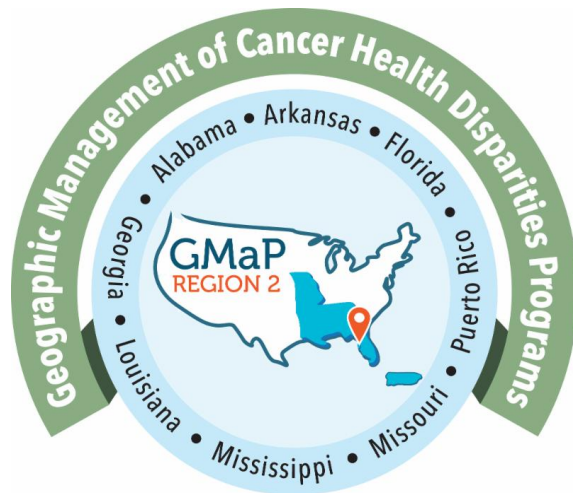 Geographic Management of Cancer Health Disparities Programs
Georgia • Alabama • Arkansas • Florida • Puerto Rico • Missouri • Mississippi • Louisiana •
GMaP
REGION 2